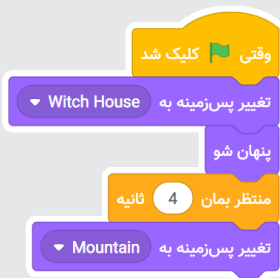 وقتی کلیک شد
تغییر پس‌زمینه به Witch House
پنهان شو
منتظر بمان 4 ثانیه
تغییر پس‌زمینه به Mountain